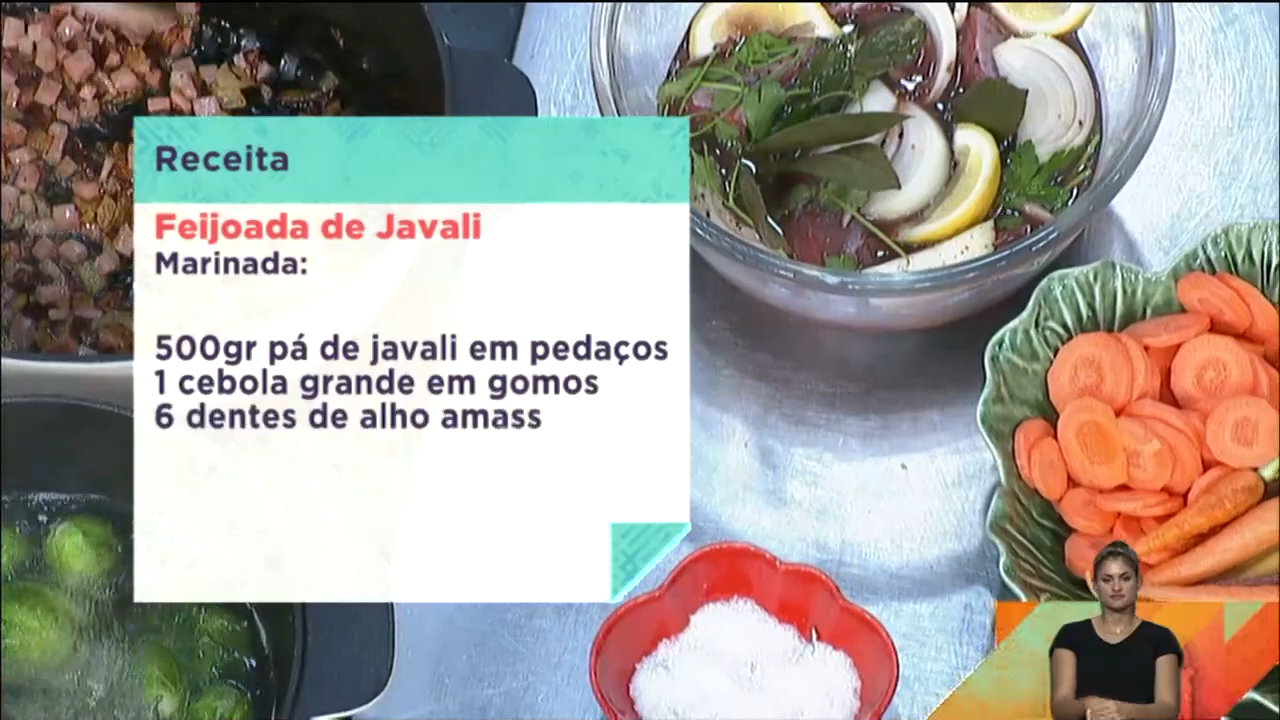 Receita
Feijoada de Javali
Marinada:
500gr pá de javali em pedaços
1 cebola grande em gomos
6 dentes de alho amass